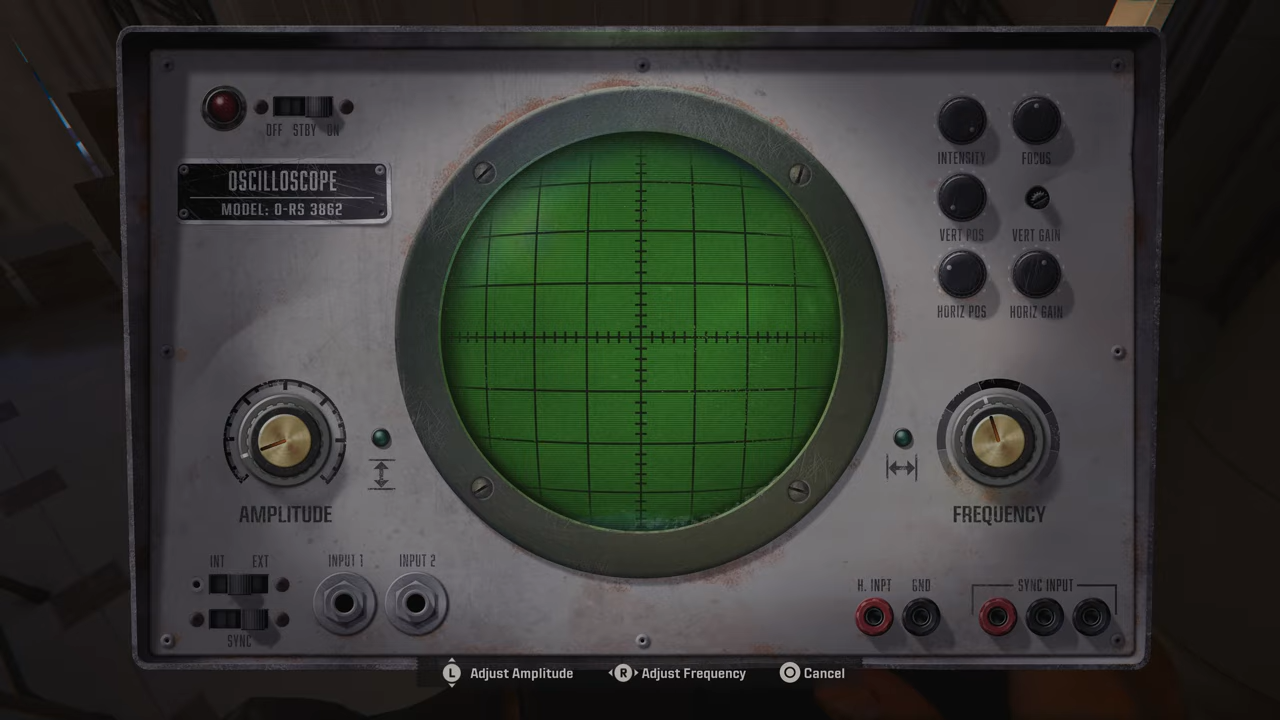 OFF STBY ON
OSCILLOSCOPE
MODEL: O-RS 3862
INTENSITY FOCUS
VERT POS VERT GAIN
HORIZ POS HORIZ GAIN
AMPLITUDE
FREQUENCY
INT EXT
INPUT 1 INPUT 2
SYNC
H. INPT GND
SYNC INPUT
L Adjust Amplitude R Adjust Frequency Cancel